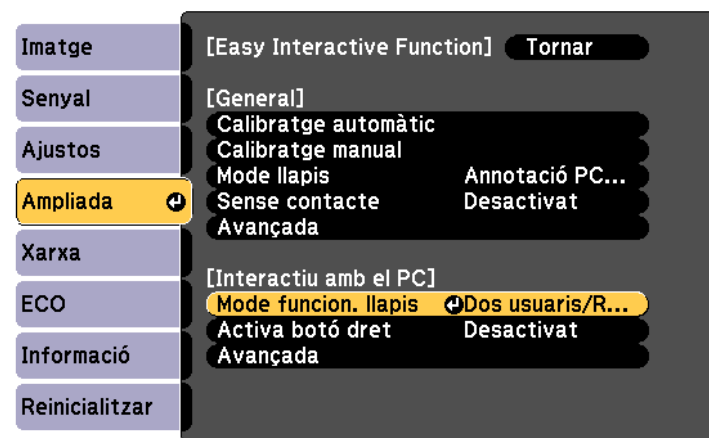 Imatge
Senyal
Ajustos
Ampliada
Xarxa
ECO
Informació
Reinicialitzar
[Easy Interactive Function] Tornar
[General]
Calibratge automàtic
Calibratge manual
Mode llapis Annotació PC...
Sense contacte Desactivat
Avançada
[Interactiu amb el PC]
Mode funcion. llapis Dos usuaris/R...
Activa botó dret Desactivat
Avançada